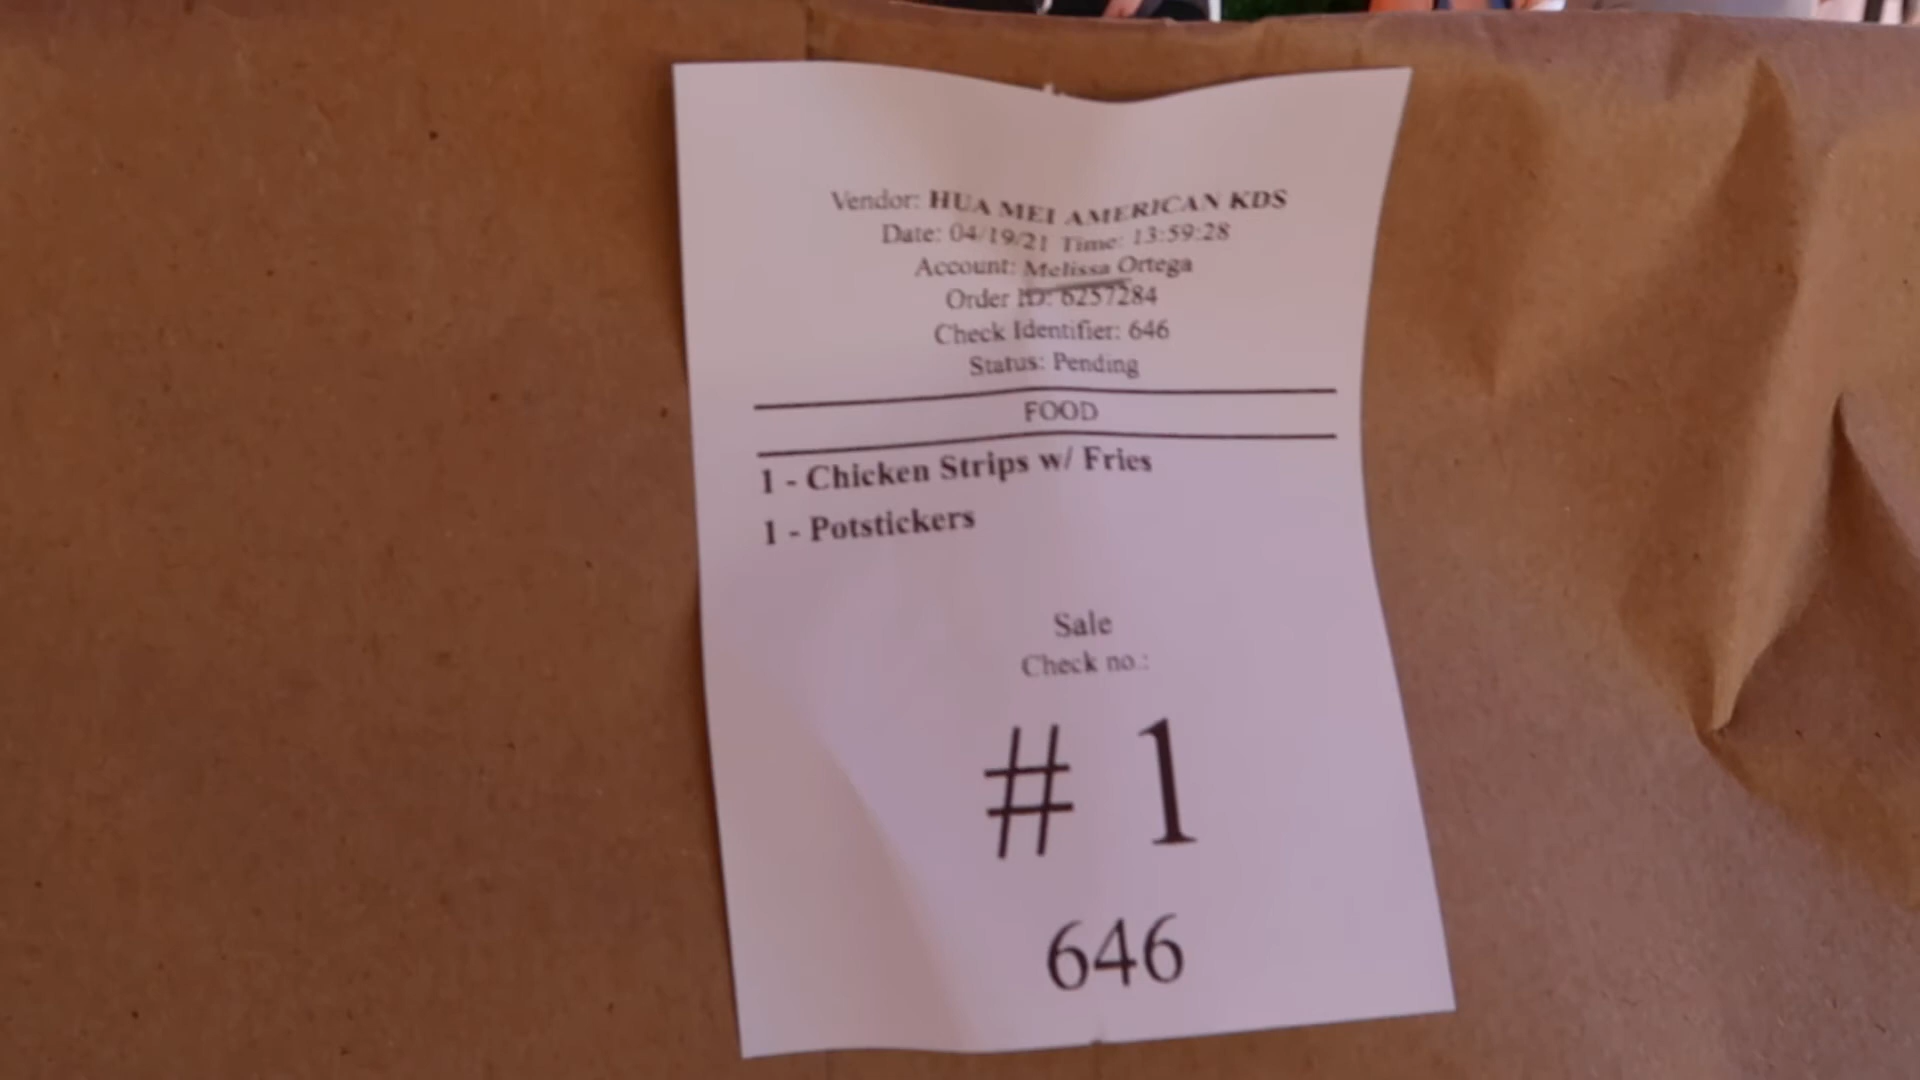 Vendor: HUA MEI AMERICAN KDS
Date: 04/19/21 Time: 13:59:28
Account: Melissa Ortega
Order ID: 6257284
Check Identifier: 646
Status: Pending
FOOD
1 - Chicken Strips w/ Fries
1 - Potstickers
Sale
Check no.:
# 1
646